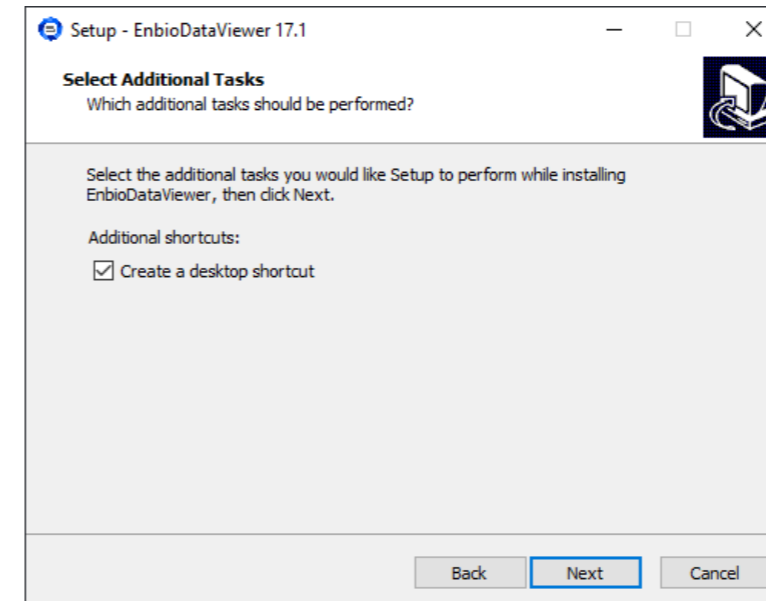 Setup - EnbioDataViewer 17.1
Select Additional Tasks
Which additional tasks should be performed?
Select the additional tasks you would like Setup to perform while installing
EnbioDataViewer, then click Next.
Additional shortcuts:
Create a desktop shortcut
Back Next Cancel